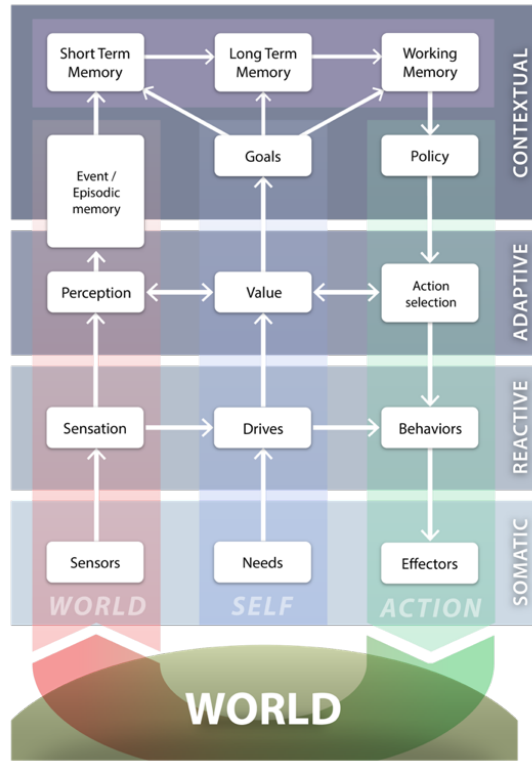 Short Term
Memory
Long Term
Memory
Working
Memory
CONTEXTUAL
Goals
Policy
Event /
Episodic
memory
Perception
Value
Action
selection
ADAPTIVE
Sensation
Drives
Behaviors
REACTIVE
Sensors
Needs
Effectors
SOMATIC
WORLD
SELF
ACTION
WORLD